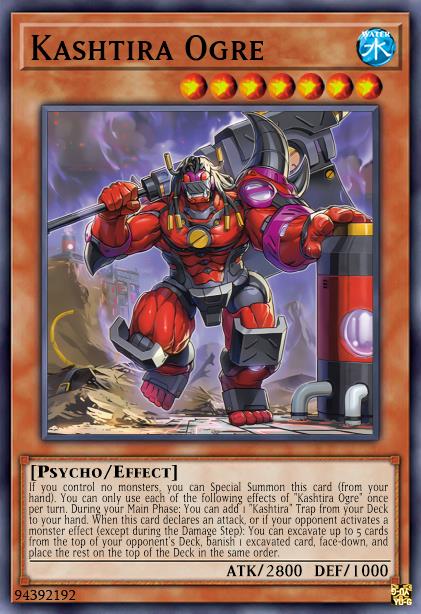 Kashtira Ogre
WATER
水
[Psycho/Effect]
If you control no monsters, you can Special Summon this card (from your
hand). You can only use each of the following effects of "Kashtira Ogre" once
per turn. During your Main Phase: You can add 1 "Kashtira" Trap from your Deck
to your hand. When this card declares an attack, or if your opponent activates a
monster effect (except during the Damage Step): You can excavate up to 5 cards
from the top of your opponent's Deck, banish 1 excavated card, face-down, and
place the rest on the top of the Deck in the same order.
ATK/2800 DEF/1000
94392192